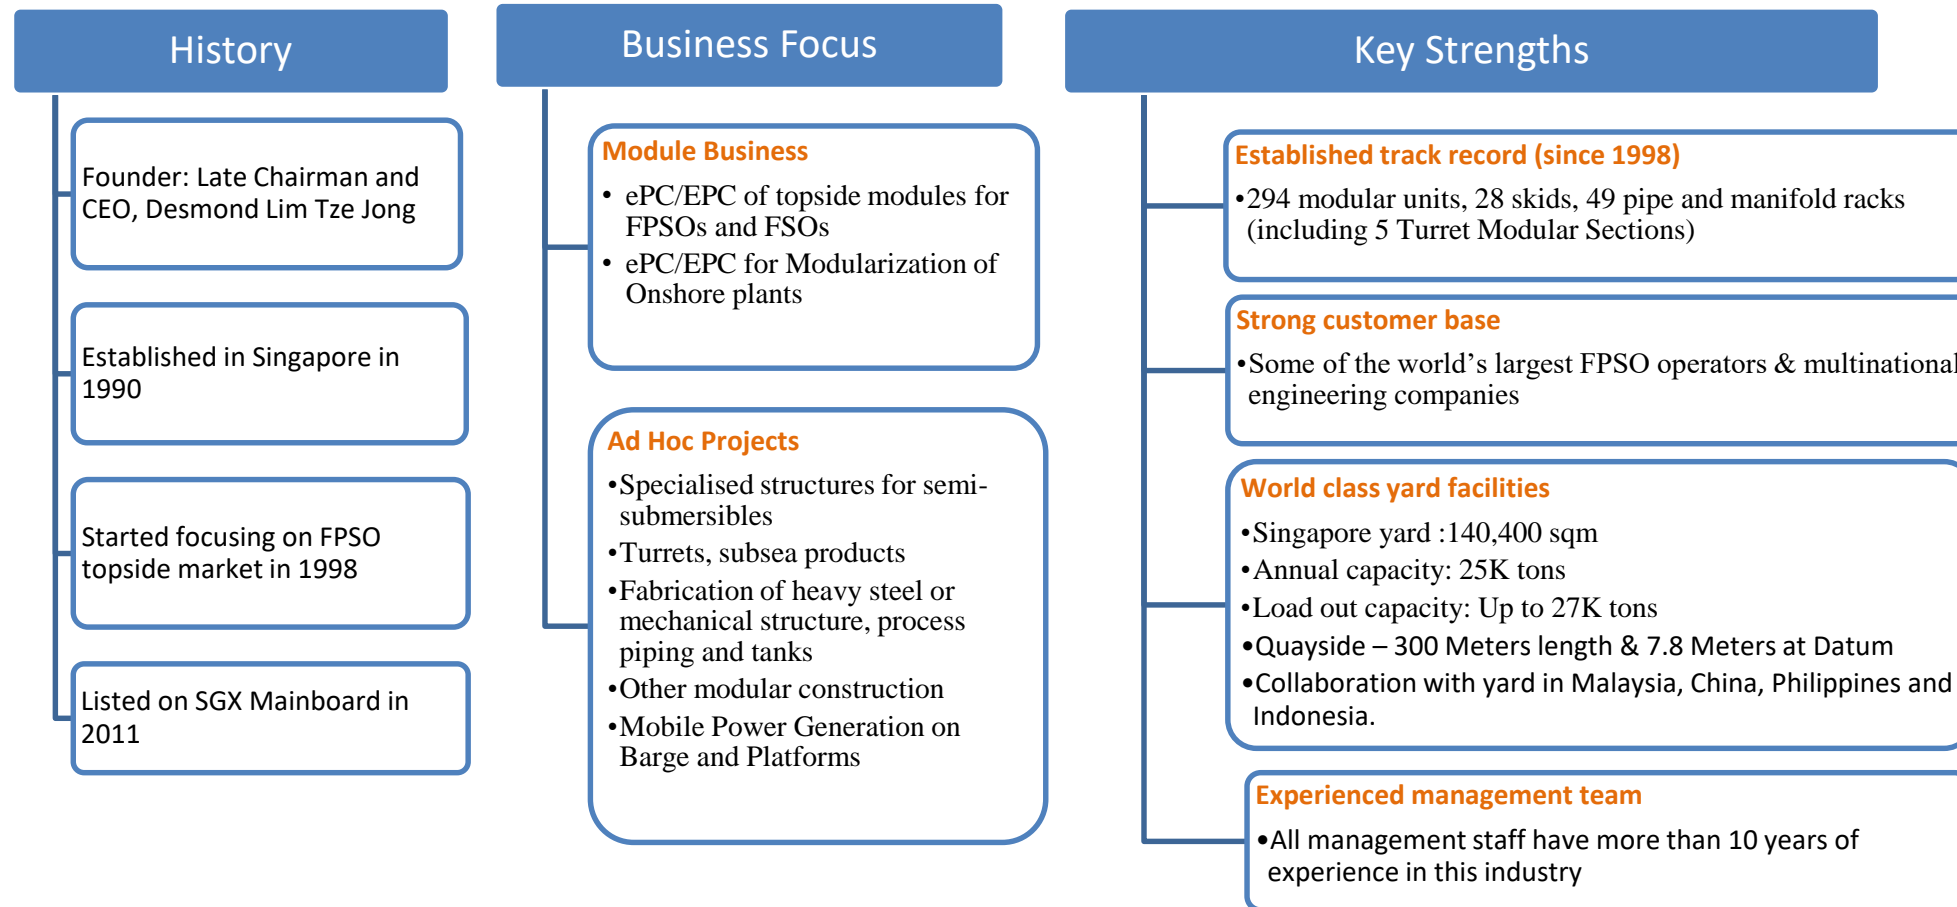 History
Founder: Late Chairman and
CEO, Desmond Lim Tze Jong
Established in Singapore in
1990
Started focusing on FPSO
topside market in 1998
Listed on SGX Mainboard in
2011
Business Focus
Module Business
• ePC/EPC of topside modules for
FPSOs and FSOs
• ePC/EPC for Modularization of
Onshore plants
Ad Hoc Projects
•Specialised structures for semi-
submersibles
•Turrets, subsea products
•Fabrication of heavy steel or
mechanical structure, process
piping and tanks
•Other modular construction
•Mobile Power Generation on
Barge and Platforms
Key Strengths
Established track record (since 1998)
•294 modular units, 28 skids, 49 pipe and manifold racks
(including 5 Turret Modular Sections)
Strong customer base
•Some of the world’s largest FPSO operators & multinational
engineering companies
World class yard facilities
•Singapore yard :140,400 sqm
•Annual capacity: 25K tons
•Load out capacity: Up to 27K tons
•Quayside – 300 Meters length & 7.8 Meters at Datum
•Collaboration with yard in Malaysia, China, Philippines and
Indonesia.
Experienced management team
•All management staff have more than 10 years of
experience in this industry